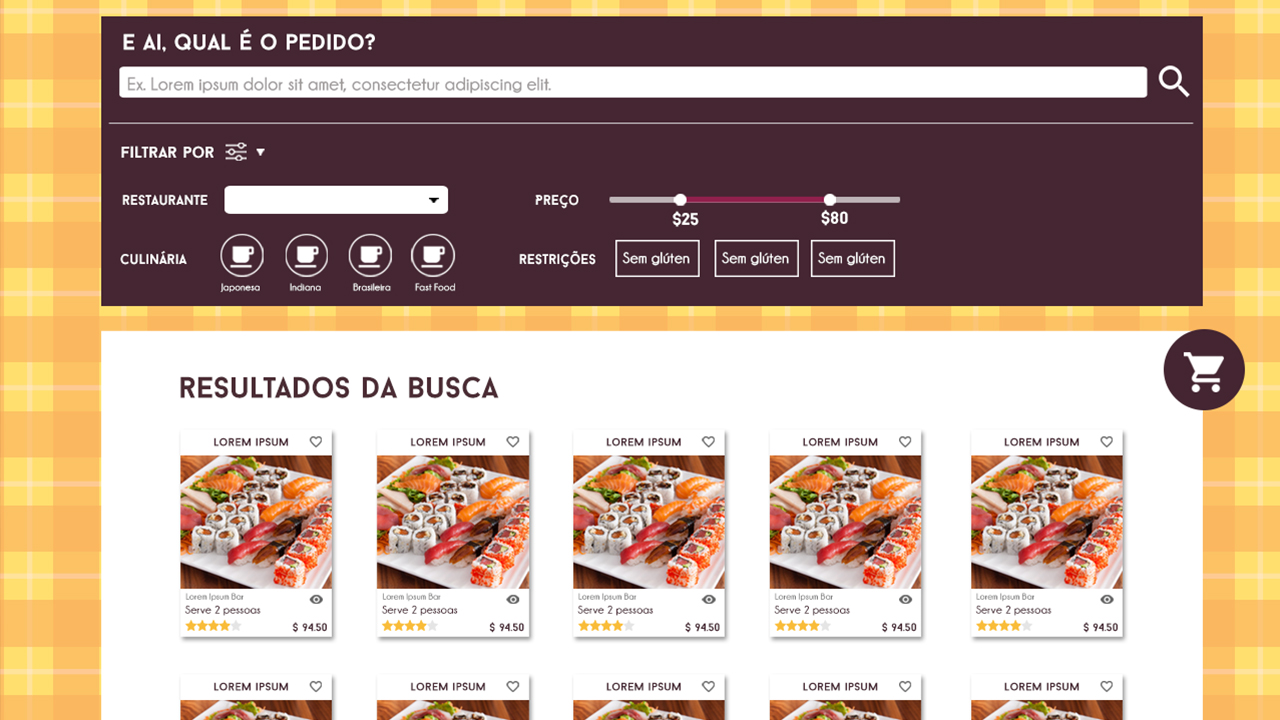 E AI, QUAL É O PEDIDO?
Ex. Lorem ipsum dolor sit amet, consectetur adipiscing elit.
FILTRAR POR
RESTAURANTE
PREÇO
$25 $80
CULINÁRIA
Japonesa Indiana Brasileira Fast Food
RESTRIÇÕES
Sem glúten Sem glúten Sem glúten
RESULTADOS DA BUSCA
LOREM IPSUM LOREM IPSUM LOREM IPSUM LOREM IPSUM LOREM IPSUM
Lorem Ipsum Bar Lorem Ipsum Bar Lorem Ipsum Bar Lorem Ipsum Bar Lorem Ipsum Bar
Serve 2 pessoas Serve 2 pessoas Serve 2 pessoas Serve 2 pessoas Serve 2 pessoas
$ 94.50 $ 94.50 $ 94.50 $ 94.50 $ 94.50
LOREM IPSUM LOREM IPSUM LOREM IPSUM LOREM IPSUM LOREM IPSUM